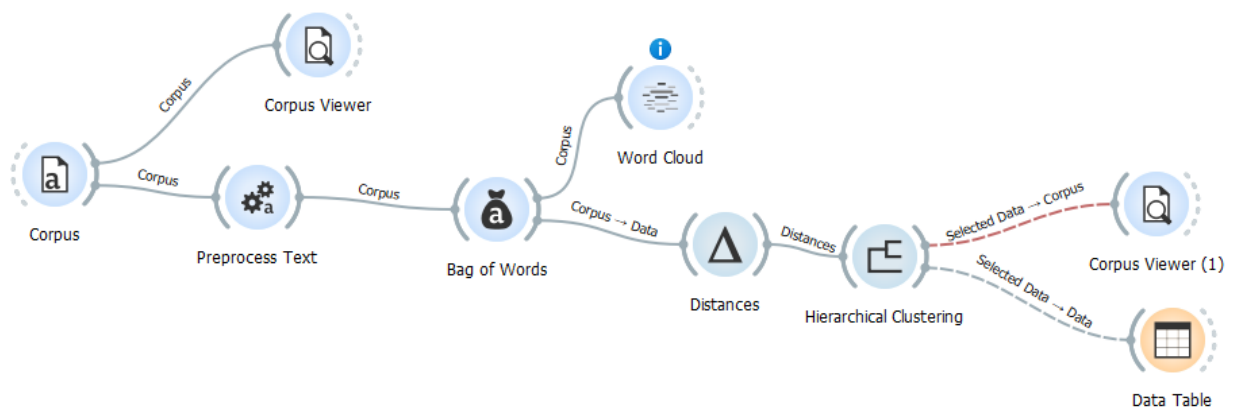 Corpus
Corpus Viewer
Corpus
a
Corpus
Corpus
a
Preprocess Text
Corpus
a
Bag of Words
Corpus
i
Word Cloud
Corpus → Data
Δ
Distances
Distances
Hierarchical Clustering
Selected Data → Corpus
Corpus Viewer (1)
Selected Data → Data
Data Table